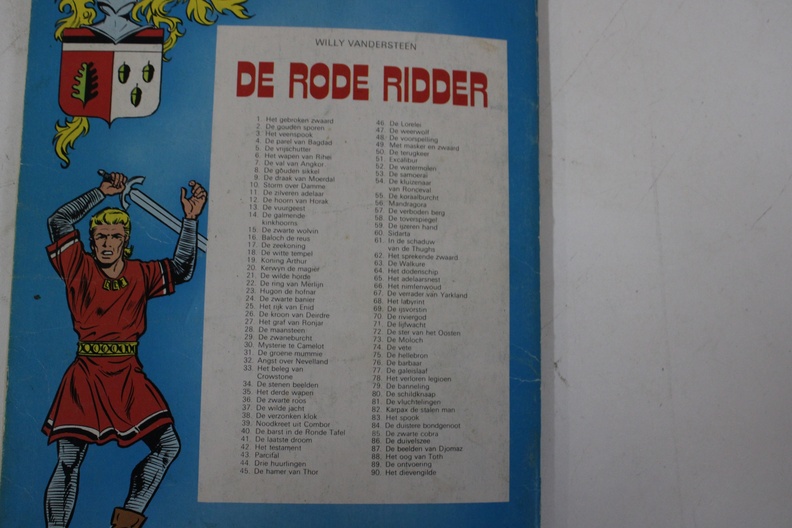 WILLY VANDERSTEEN
DE RODE RIDDER
1. Het gebroken zwaard
2. De gouden sporen
3. Het veenspook
4. De parel van Bagdad
5. De vrijschutter
6. Het wapen van Rihei
7. De val van Angkor
8. De gouden sikkel
9. De draak van Moerdal
10. Storm over Damme
11. De zilveren adelaar
12. De hoorn van Horak
13. De vuurgeest
14. De galmende
kinkhoorns
15. De zwarte wolvin
16. Baloch de reus
17. De zeekoning
18. De witte tempel
19. Koning Arthur
20. Kerwyn de magiër
21. De wilde horde
22. De ring van Merlijn
23. Hugon de hofnar
24. De zwarte banier
25. Het rijk van Enid
26. De kroon van Deirdre
27. Het graf van Ronjar
28. De maansteen
29. De zwaneburcht
30. Mysterie te Camelot
31. De groene mummie
32. Angst over Nevelland
33. Het beleg van
Crowstone
34. De stenen beelden
35. Het derde wapen
36. De zwarte roos
37. De wilde jacht
38. De verzonken klok
39. Noodkreet uit Combor
40. De barst in de Ronde Tafel
41. De laatste droom
42. Het testament
43. Parcifal
44. Drie huurlingen
45. De hamer van Thor
46. De Lorelei
47. De weerwolf
48. De voorspelling
49. Met masker en zwaard
50. De terugkeer
51. Excalibur
52. De watermolen
53. De samoerai
54. De kluizenaar
van Ronceval
55. De koraalburcht
56. Mandragora
57. De verboden berg
58. De toverspiegel
59. De ijzeren hand
60. Sidarta
61. In de schaduw
van de Thughs
62. Het sprekende zwaard
63. De Walkure
64. Het dodenschip
65. Het adelaarsnest
66. Het nimfenwoud
67. De verrader van Yarkland
68. Het labyrint
69. De ijsvorstin
70. De riviergod
71. De lijfwacht
72. De ster van het Oosten
73. De Moloch
74. De vete
75. De hellebron
76. De barbaar
77. De galeislaaf
78. Het verloren legioen
79. De banneling
80. De schildknaap
81. De vluchtelingen
82. Karpax de stalen man
83. Het spook
84. De duistere bondgenoot
85. De zwarte cobra
86. De duivelszee
87. De beelden van Djomaz
88. Het oog van Toth
89. De ontvoering
90. Het dievengilde